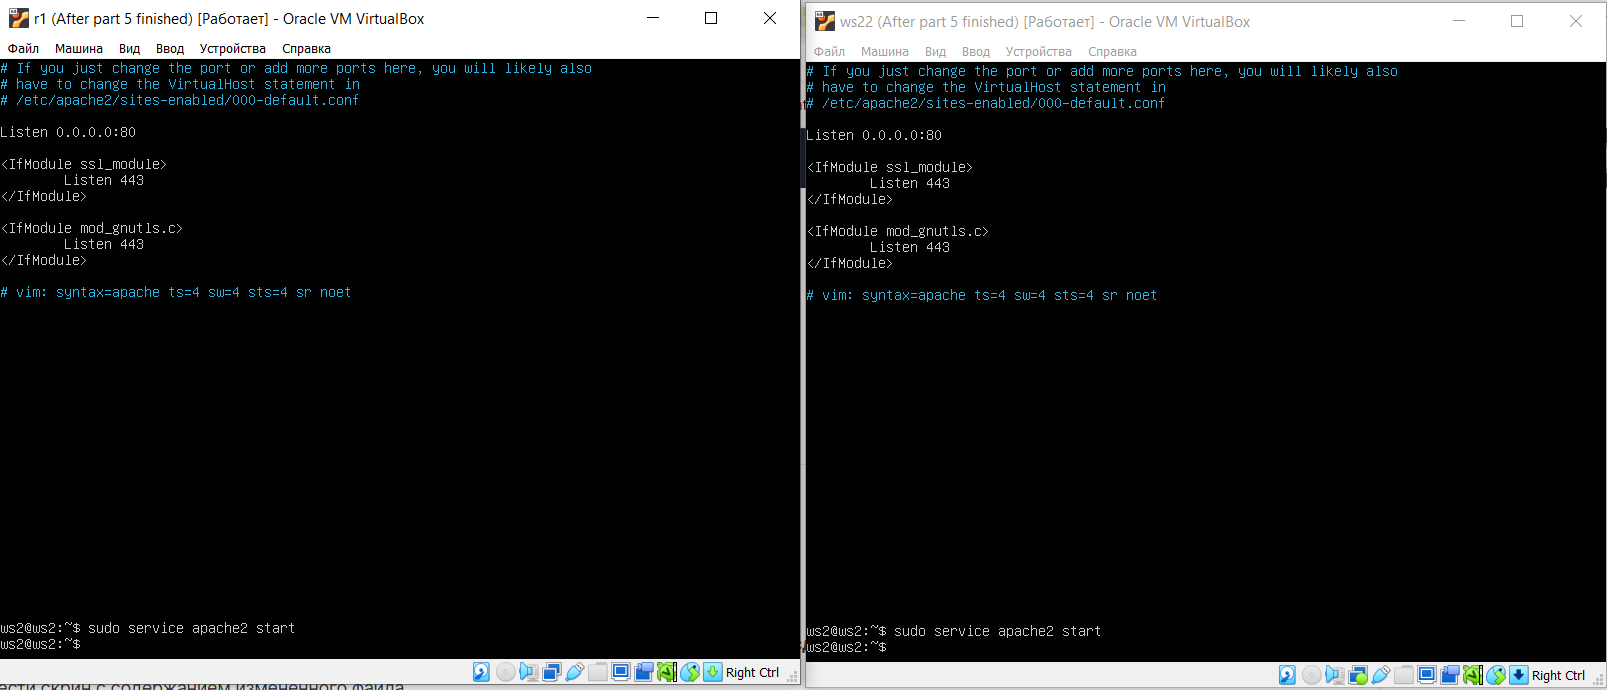 r1 (After part 5 finished) [Работает] - Oracle VM VirtualBox
Файл Машина Вид Ввод Устройства Справка
# If you just change the port or add more ports here, you will likely also
# have to change the VirtualHost statement in
# /etc/apache2/sites-enabled/000-default.conf
Listen 0.0.0.0:80
<IfModule ssl_module>
Listen 443
</IfModule>
<IfModule mod_gnutls.c>
Listen 443
</IfModule>
# vim: syntax=apache ts=4 sw=4 sts=4 sr noet
ws2@ws2:~$ sudo service apache2 start
ws2@ws2:~$
Right Ctrl
ws22 (After part 5 finished) [Работает] - Oracle VM VirtualBox
Файл Машина Вид Ввод Устройства Справка
# If you just change the port or add more ports here, you will likely also
# have to change the VirtualHost statement in
# /etc/apache2/sites-enabled/000-default.conf
Listen 0.0.0.0:80
<IfModule ssl_module>
Listen 443
</IfModule>
<IfModule mod_gnutls.c>
Listen 443
</IfModule>
# vim: syntax=apache ts=4 sw=4 sts=4 sr noet
ws2@ws2:~$ sudo service apache2 start
ws2@ws2:~$
Right Ctrl
скрин с содержанием изменённого файла